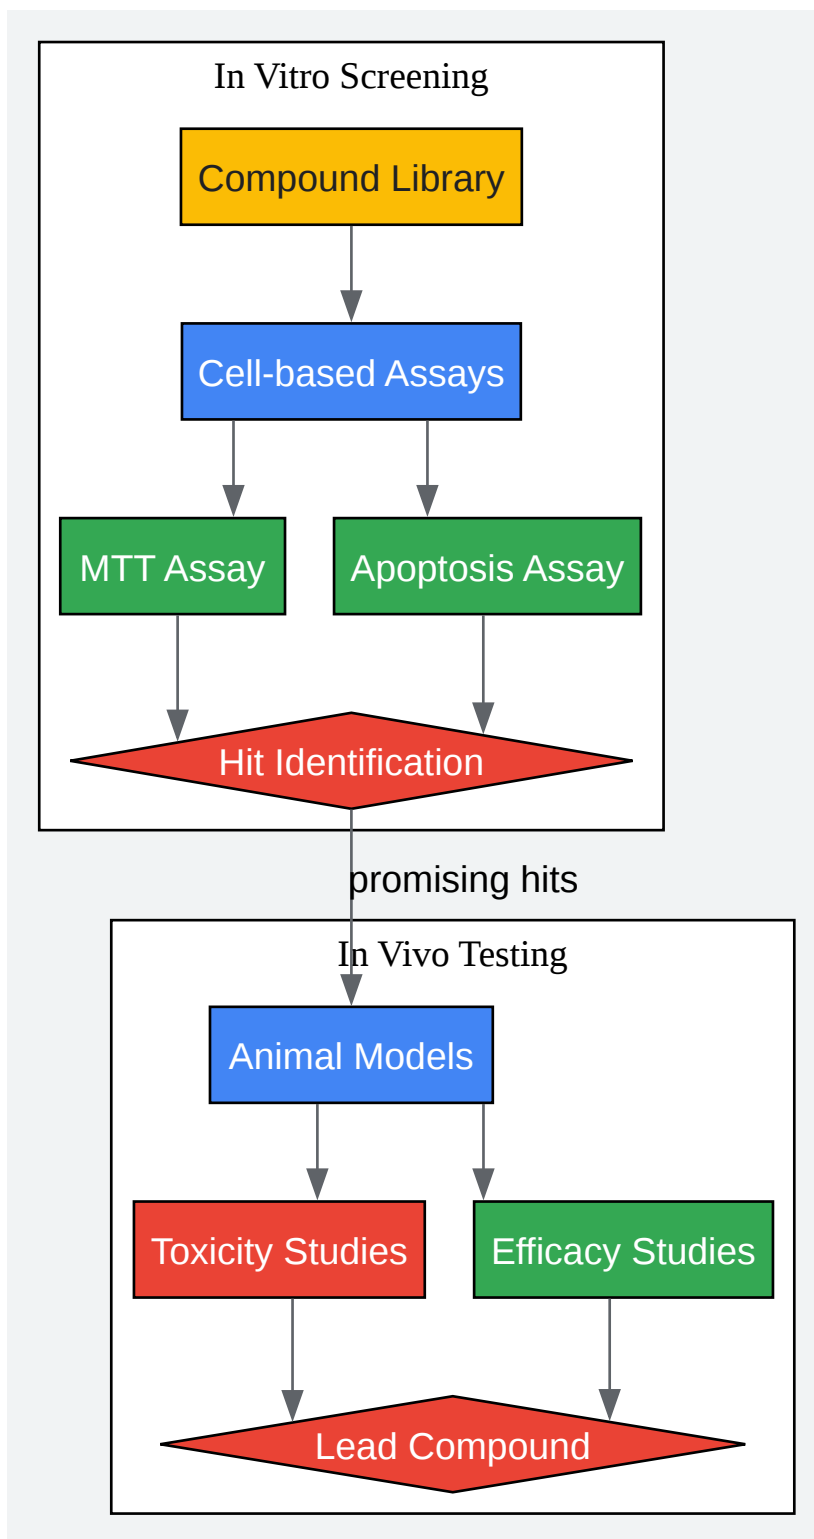 In Vitro Screening
Compound Library
Cell-based Assays
MTT Assay
Apoptosis Assay
Hit Identification
promising hits
In Vivo Testing
Animal Models
Toxicity Studies
Efficacy Studies
Lead Compound